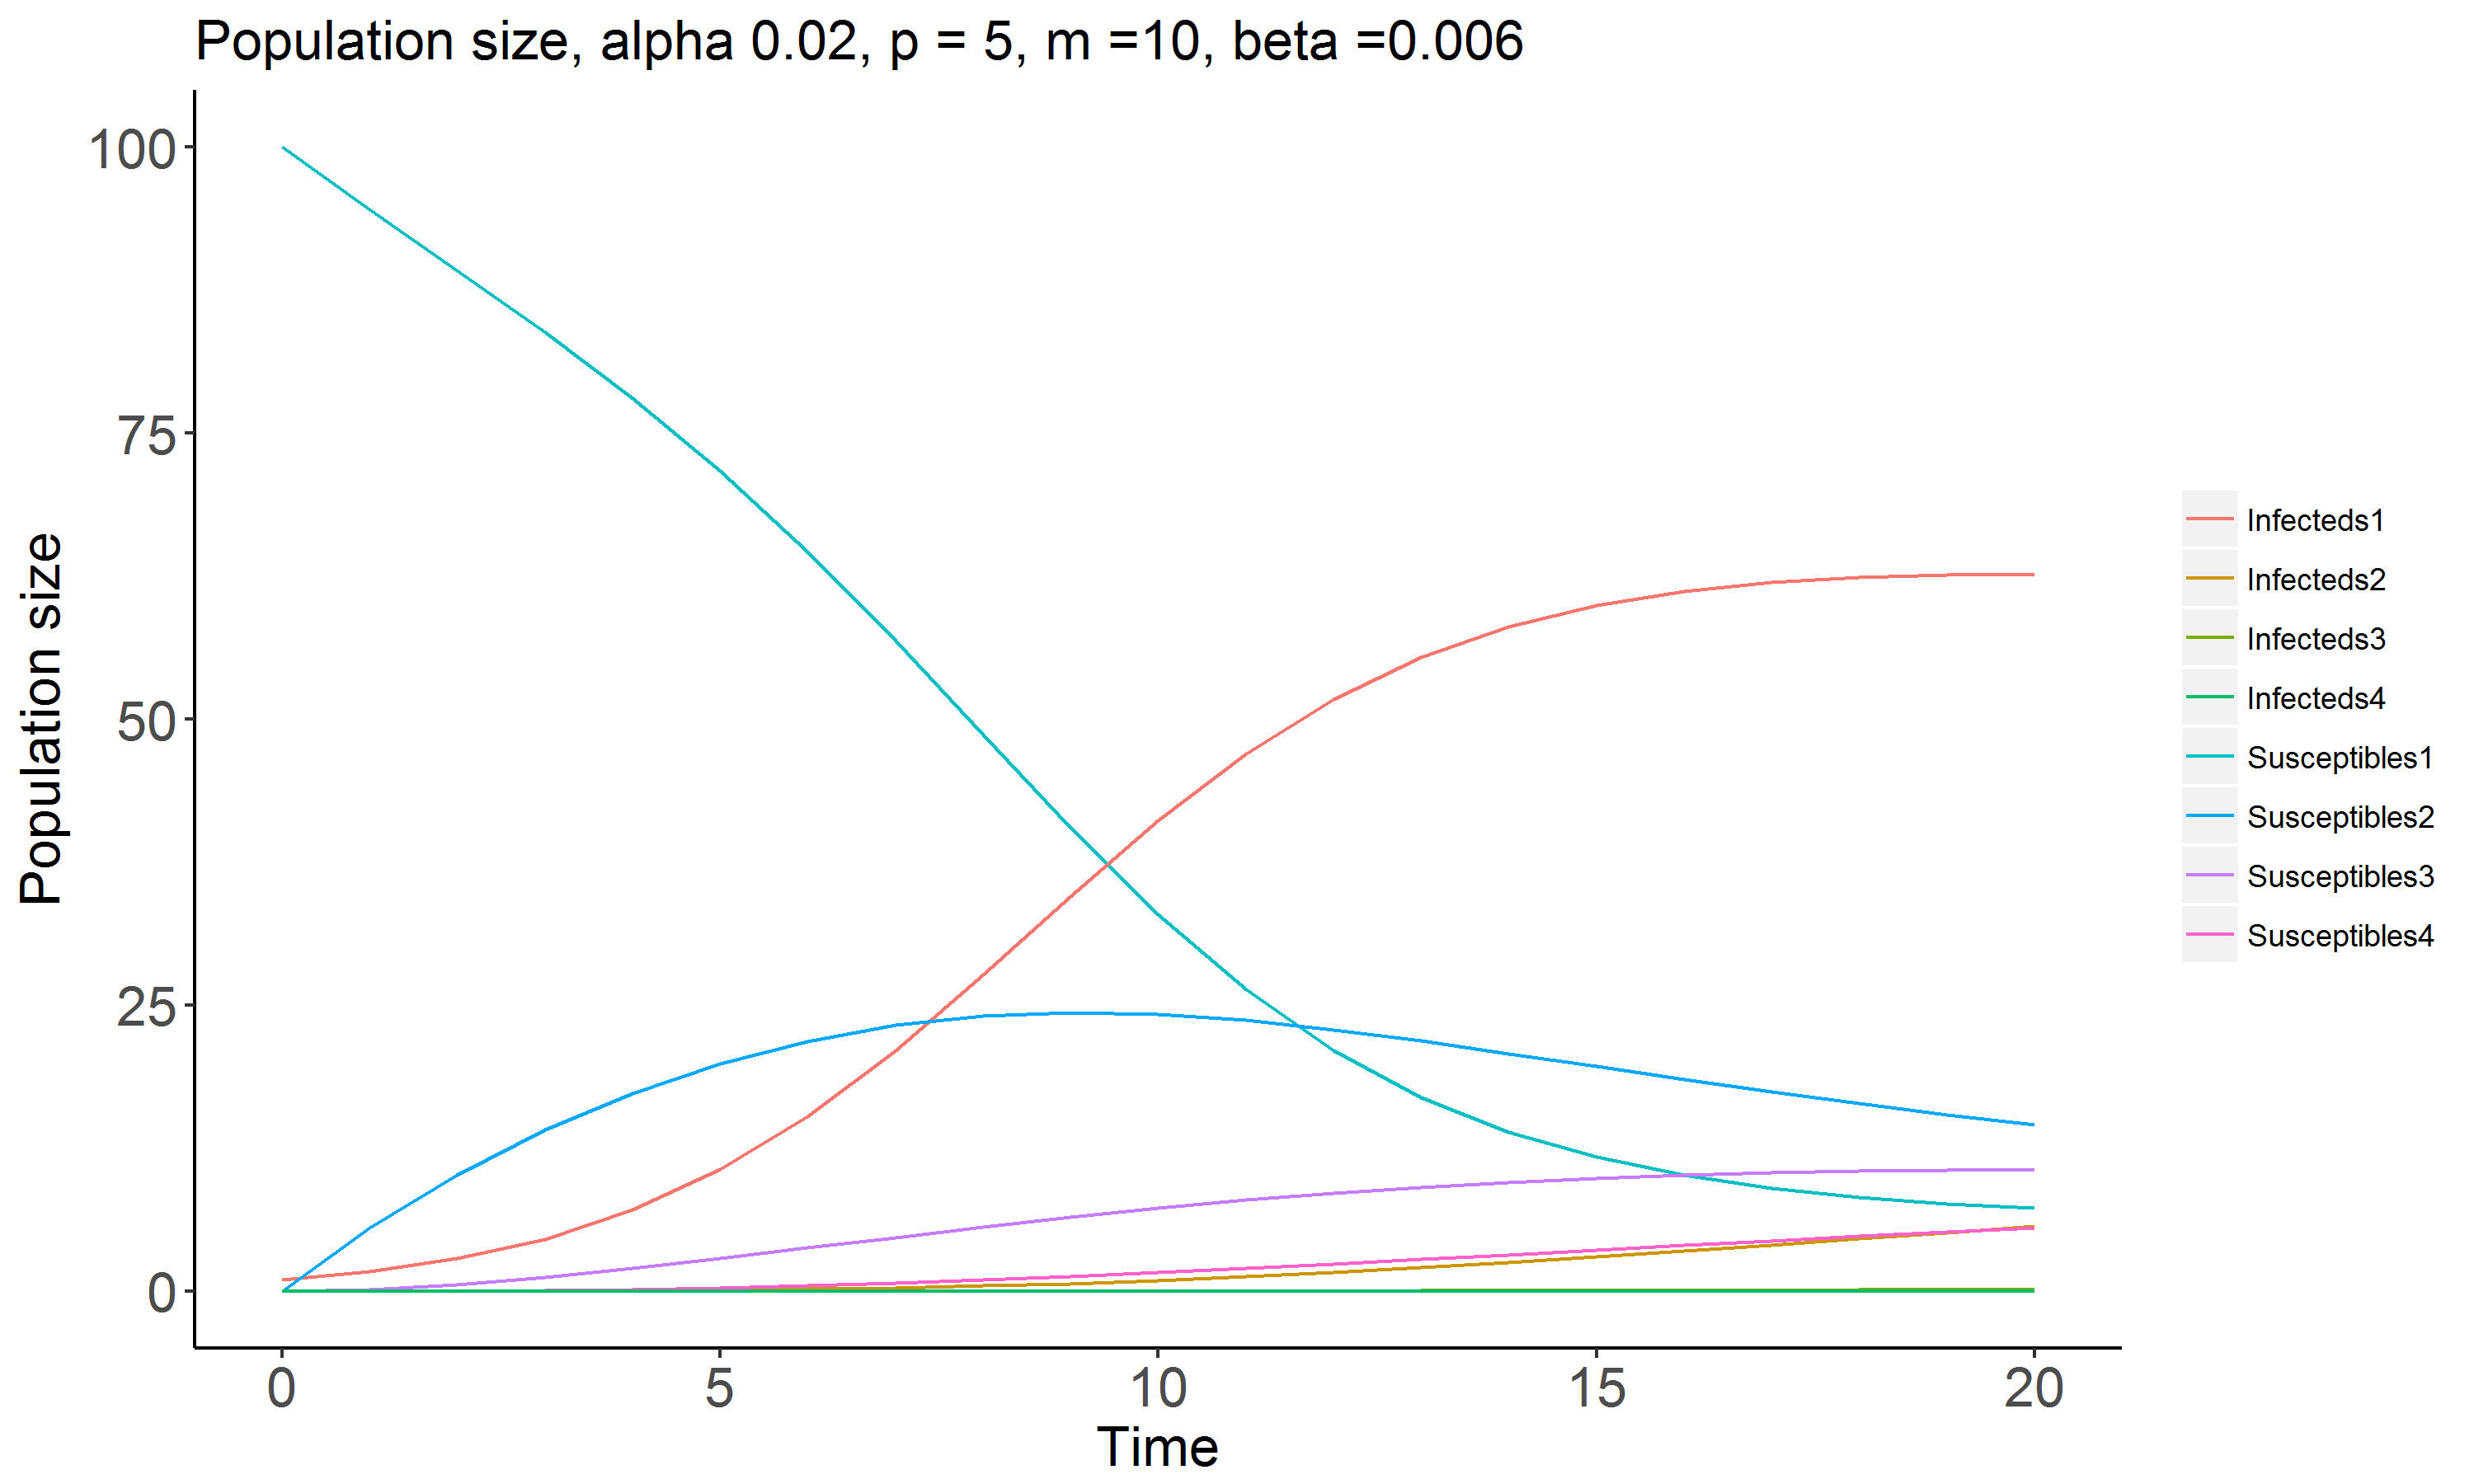 Population size, alpha 0.02, p = 5, m =10, beta =0.006
Population size
100
75
50
25
0
0 5 10 15 20
Time
Infecteds1
Infecteds2
Infecteds3
Infecteds4
Susceptibles1
Susceptibles2
Susceptibles3
Susceptibles4